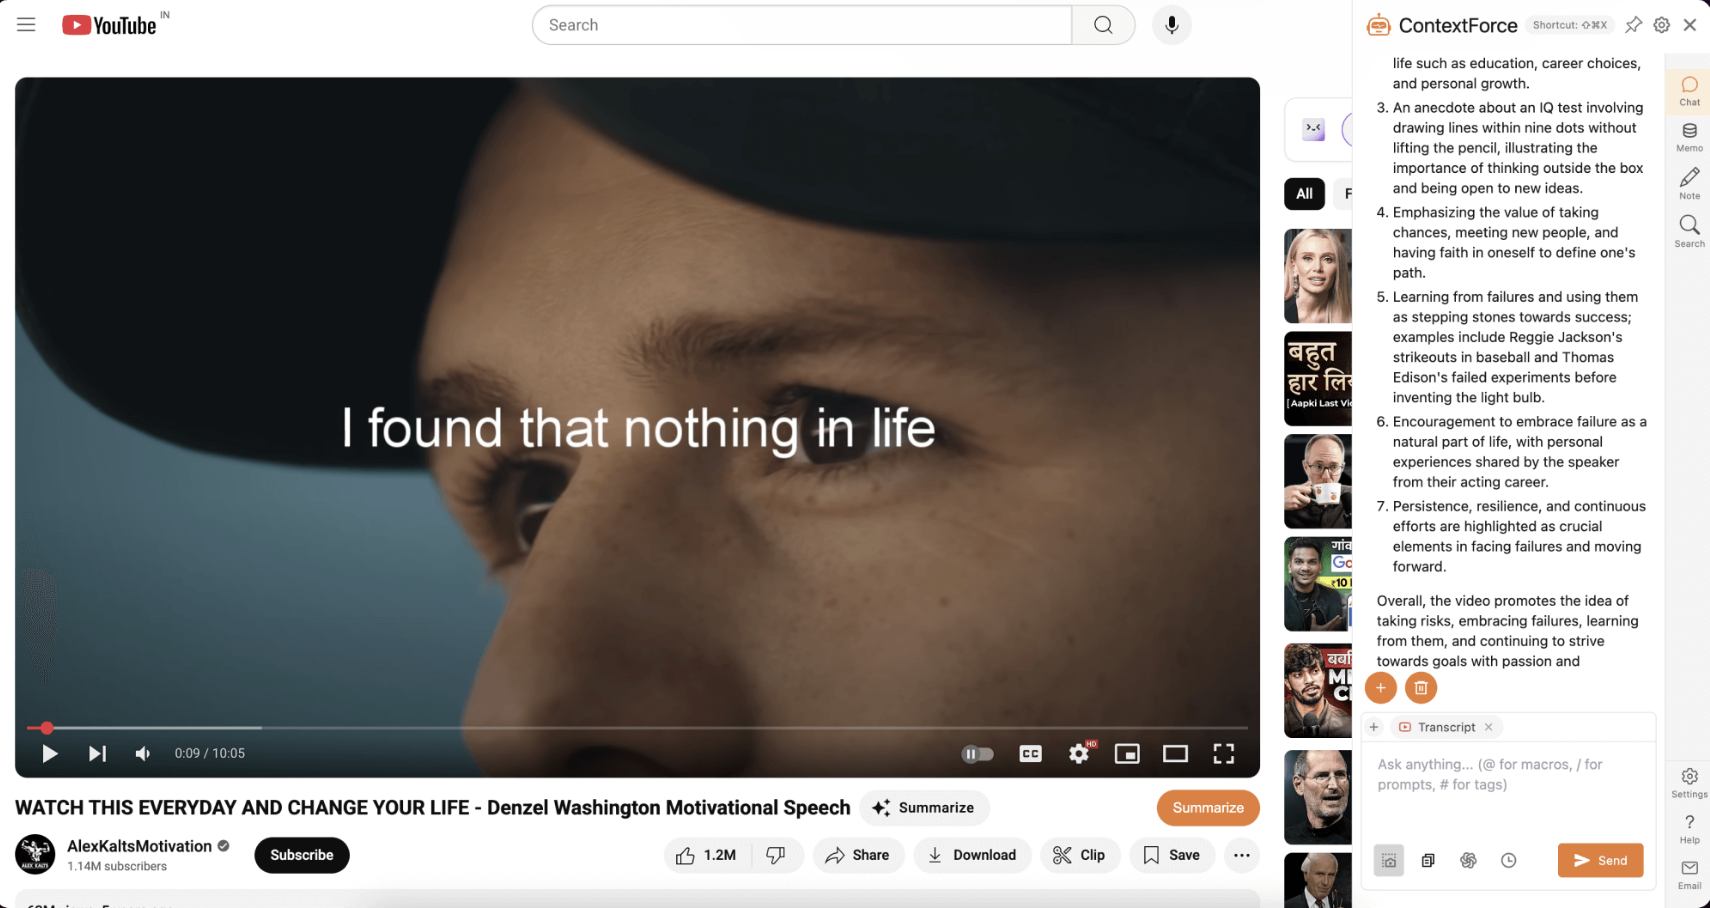 YouTube IN
Search
I found that nothing in life
0:09 / 10:05
CC
HD
WATCH THIS EVERYDAY AND CHANGE YOUR LIFE - Denzel Washington Motivational Speech
Summarize
Summarize
ALEX KALTS
AlexKaltsMotivation
1.14M subscribers
Subscribe
1.2M
Share
Download
Clip
Save
All
F
बहुत
[Aapki Last
ContextForce
Shortcut: ⇧⌘X
life such as education, career choices,
and personal growth.
3. An anecdote about an IQ test involving
drawing lines within nine dots without
lifting the pencil, illustrating the
importance of thinking outside the box
and being open to new ideas.
4. Emphasizing the value of taking
chances, meeting new people, and
having faith in oneself to define one's
path.
5. Learning from failures and using them
as stepping stones towards success;
examples include Reggie Jackson's
strikeouts in baseball and Thomas
Edison's failed experiments before
inventing the light bulb.
6. Encouragement to embrace failure as a
natural part of life, with personal
experiences shared by the speaker
from their acting career.
7. Persistence, resilience, and continuous
efforts are highlighted as crucial
elements in facing failures and moving
forward.
Overall, the video promotes the idea of
taking risks, embracing failures, learning
from them, and continuing to strive
towards goals with passion and
Transcript
Ask anything... (@ for macros, / for
prompts, # for tags)
Send
Chat
Memo
Note
Search
Settings
Help
Email